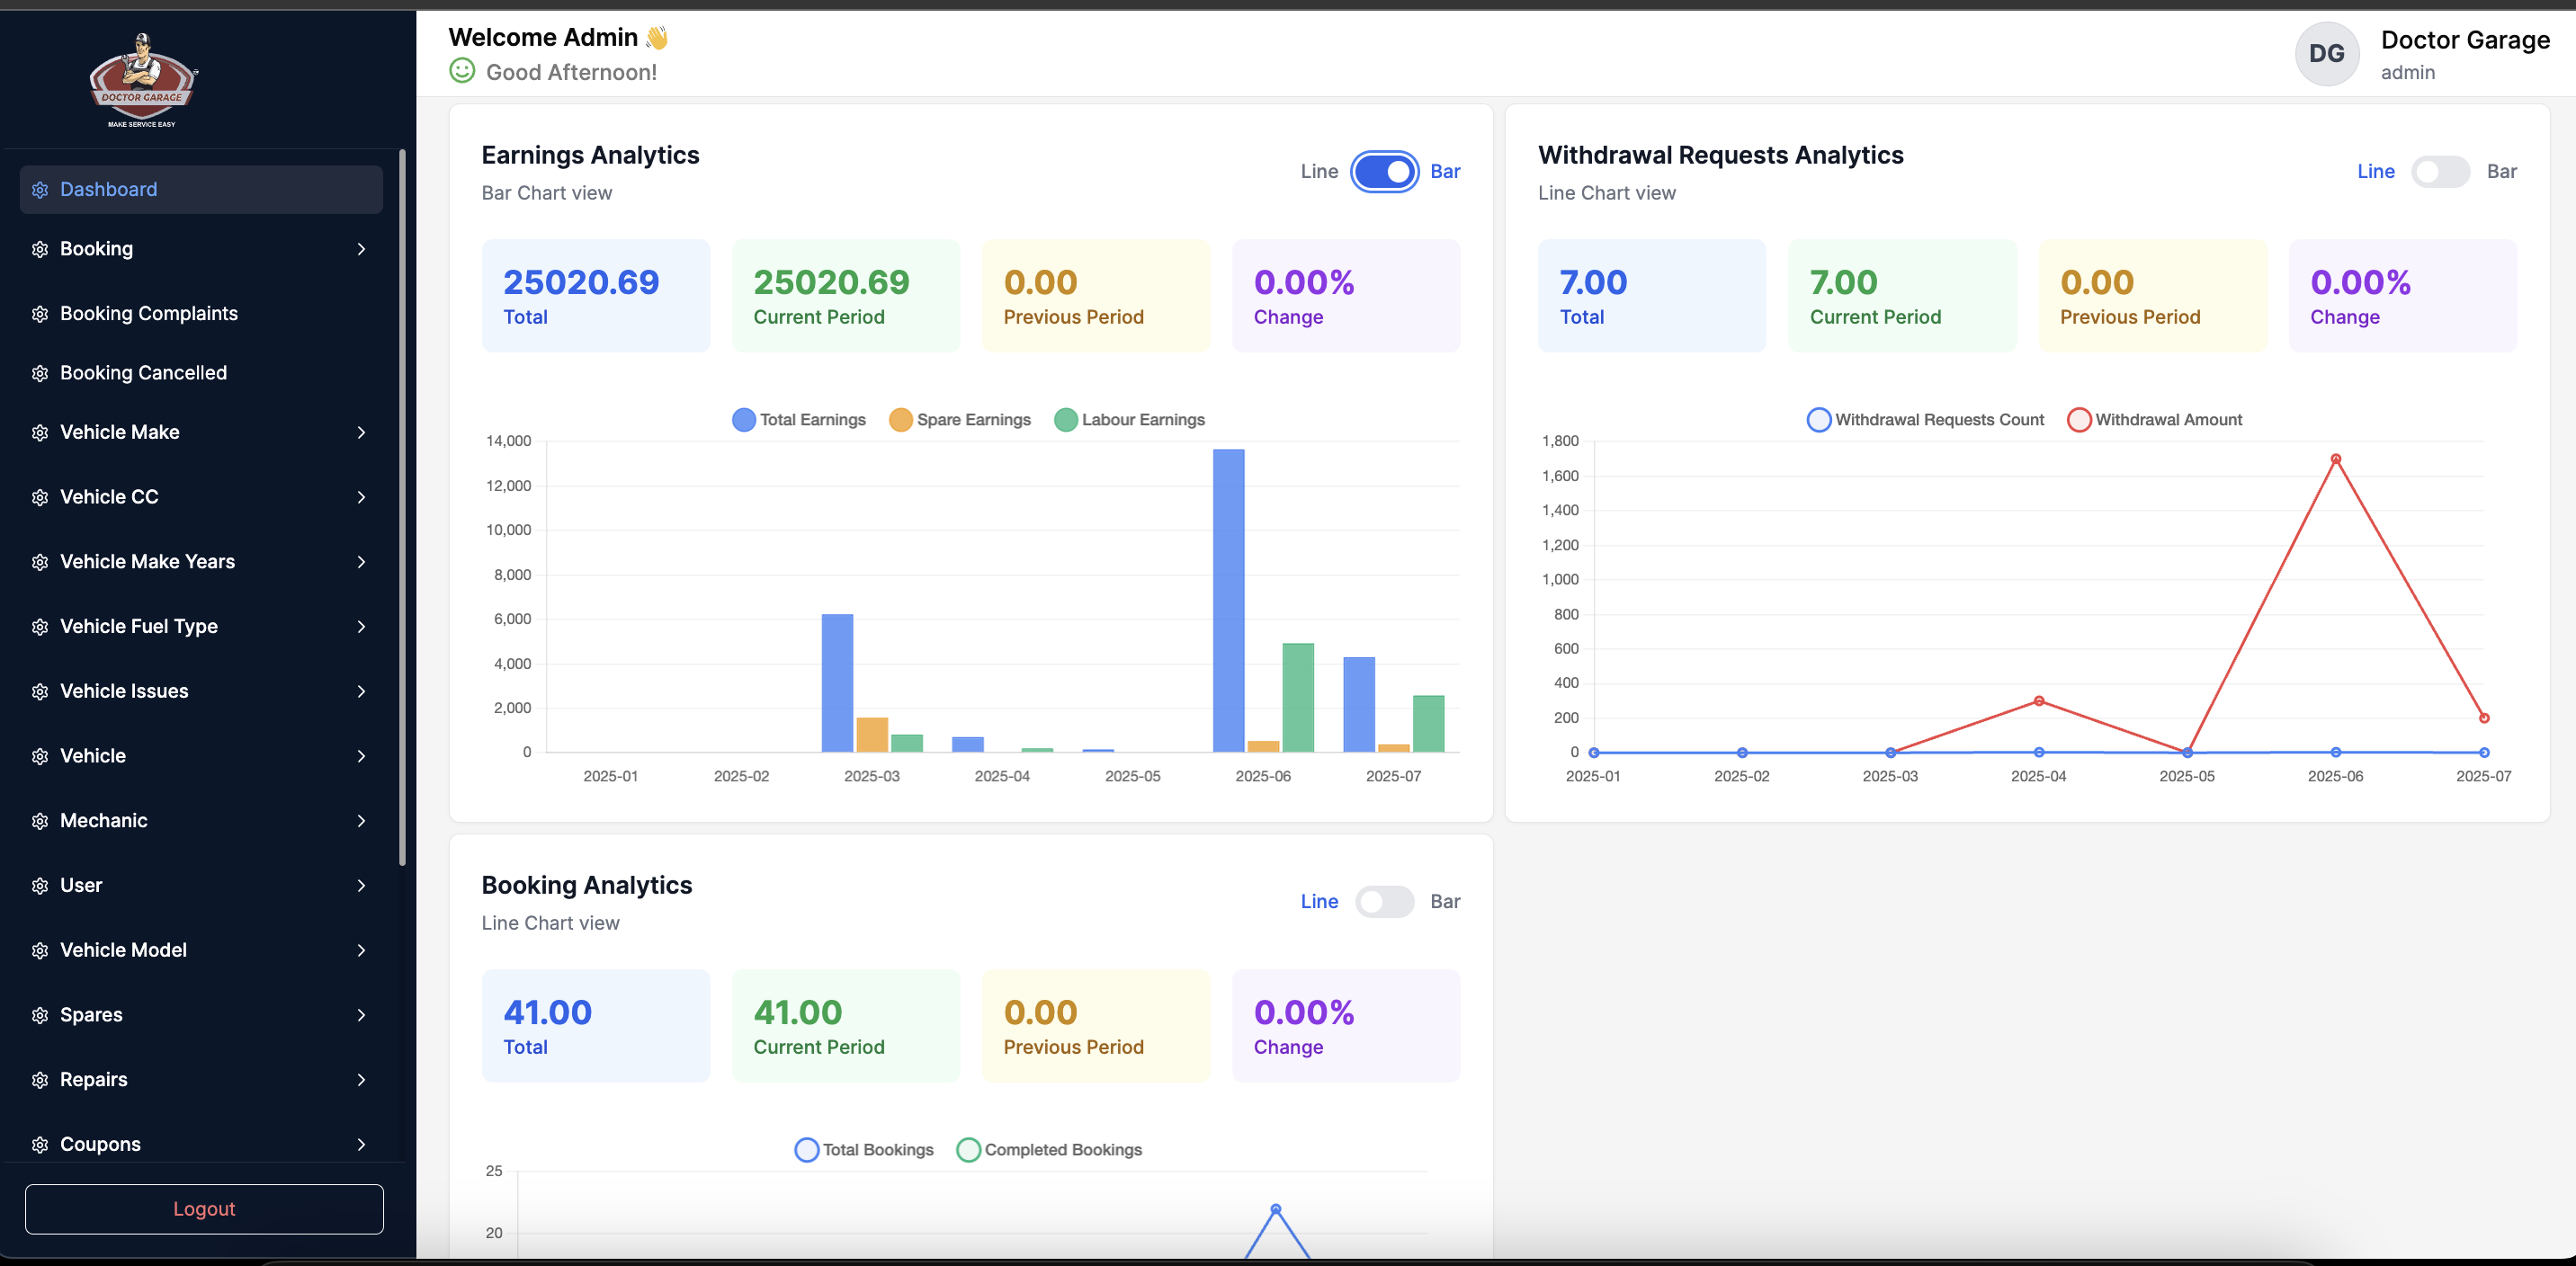 DOCTOR GARAGE
MAKE SERVICE EASY
Dashboard
Booking
Booking Complaints
Booking Cancelled
Vehicle Make
Vehicle CC
Vehicle Make Years
Vehicle Fuel Type
Vehicle Issues
Vehicle
Mechanic
User
Vehicle Model
Spares
Repairs
Coupons
Logout
Welcome Admin 👋
Good Afternoon!
DG
Doctor Garage
admin
Earnings Analytics
Bar Chart view
Line Bar
25020.69
Total
25020.69
Current Period
0.00
Previous Period
0.00%
Change
Total Earnings Spare Earnings Labour Earnings
14,000
12,000
10,000
8,000
6,000
4,000
2,000
0
2025-01 2025-02 2025-03 2025-04 2025-05 2025-06 2025-07
Withdrawal Requests Analytics
Line Chart view
Line Bar
7.00
Total
7.00
Current Period
0.00
Previous Period
0.00%
Change
Withdrawal Requests Count Withdrawal Amount
1,800
1,600
1,400
1,200
1,000
800
600
400
200
0
2025-01 2025-02 2025-03 2025-04 2025-05 2025-06 2025-07
Booking Analytics
Line Chart view
Line Bar
41.00
Total
41.00
Current Period
0.00
Previous Period
0.00%
Change
Total Bookings Completed Bookings
25
20